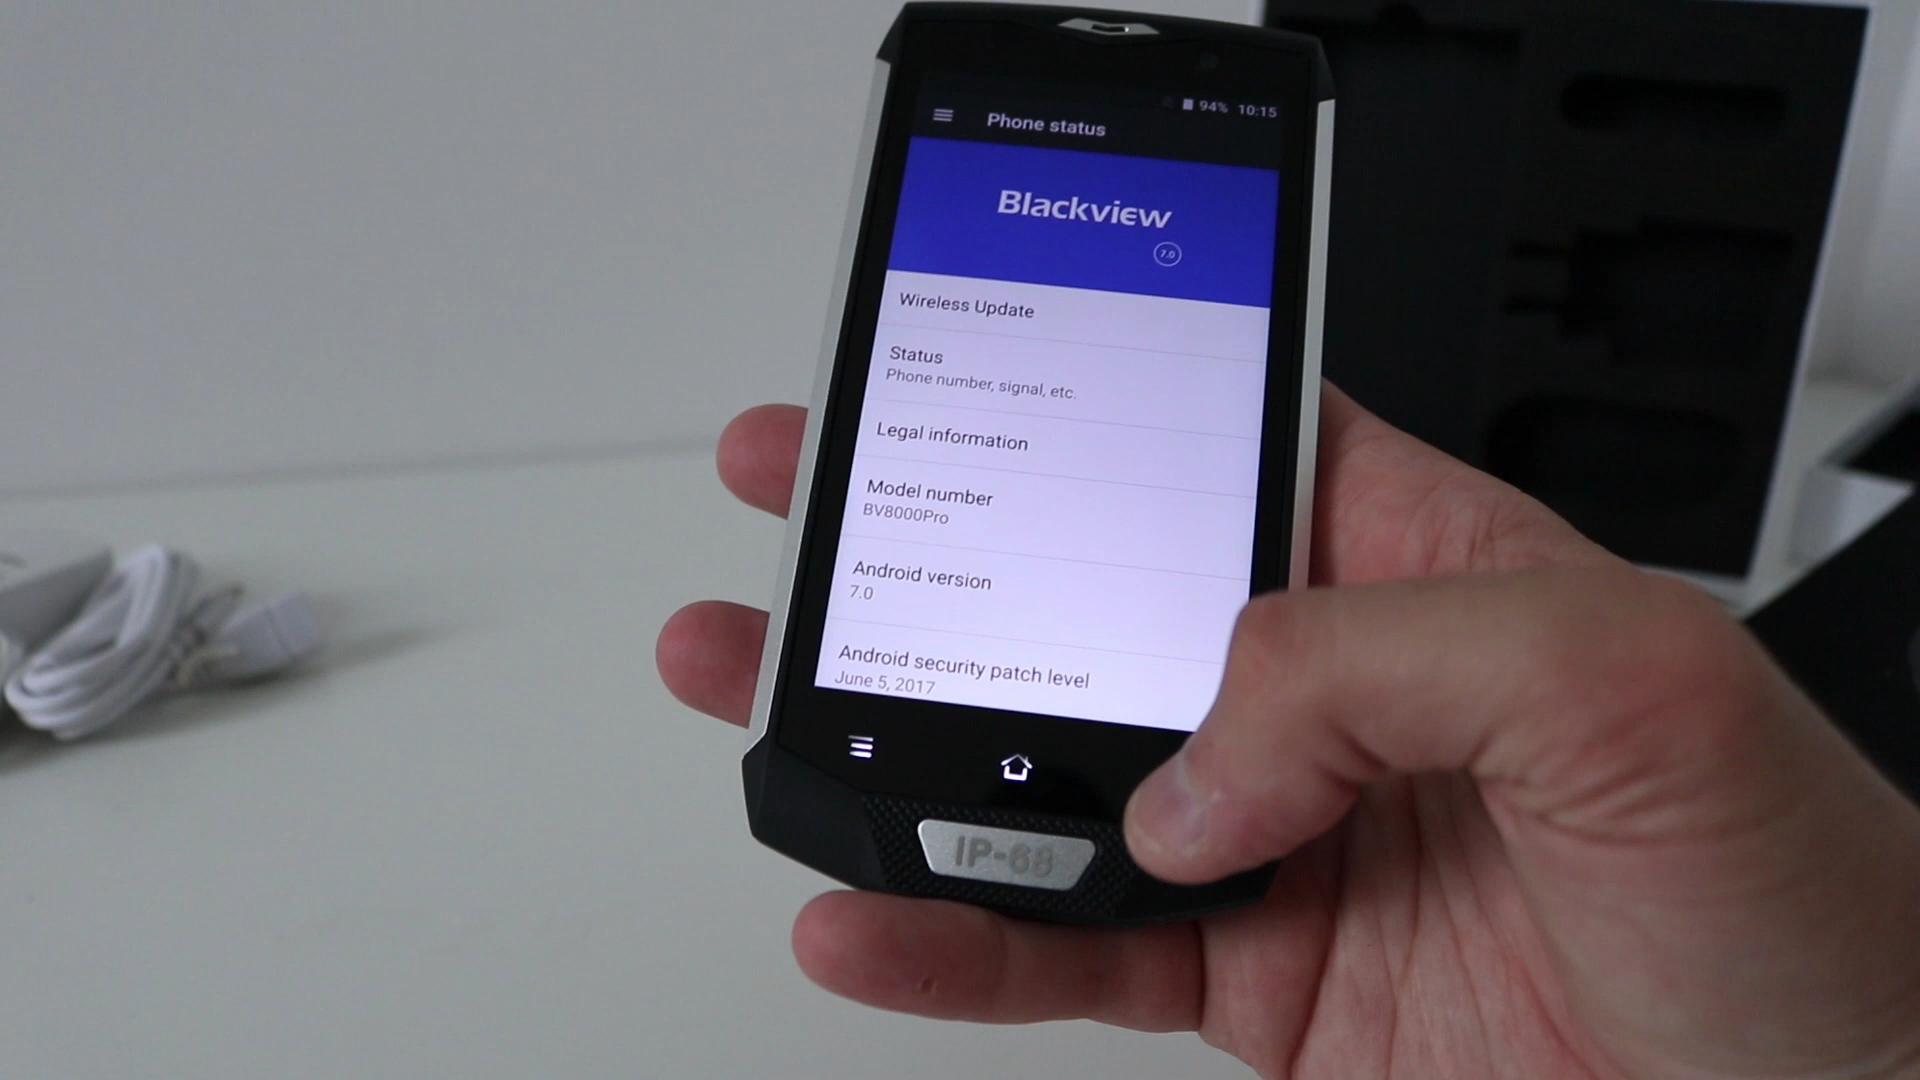 94% 10:15
Phone status
Blackview
7.0
Wireless Update
Status
Phone number, signal, etc.
Legal information
Model number
BV8000Pro
Android version
7.0
Android security patch level
June 5, 2017
IP-68